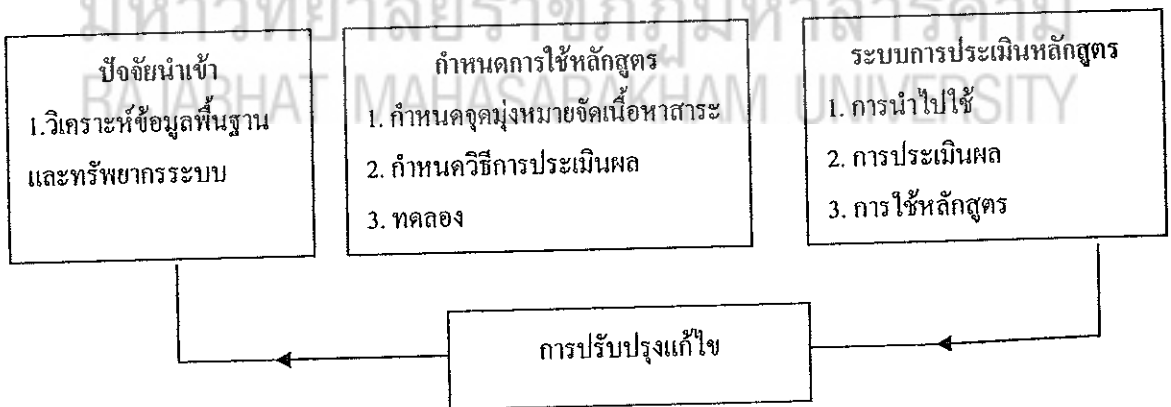 มหาวิทยาลัยราชภัฏมหาสารคาม
RAJABHAT MAHASARAKHAM UNIVERSITY
ปัจจัยนำเข้า
1.วิเคราะห์ข้อมูลพื้นฐาน
และทรัพยากรระบบ
กำหนดการใช้หลักสูตร
1. กำหนดจุดมุ่งหมายจัดเนื้อหาสาระ
2. กำหนดวิธีการประเมินผล
3. ทดลอง
ระบบการประเมินหลักสูตร
1. การนำไปใช้
2. การประเมินผล
3. การใช้หลักสูตร
การปรับปรุงแก้ไข